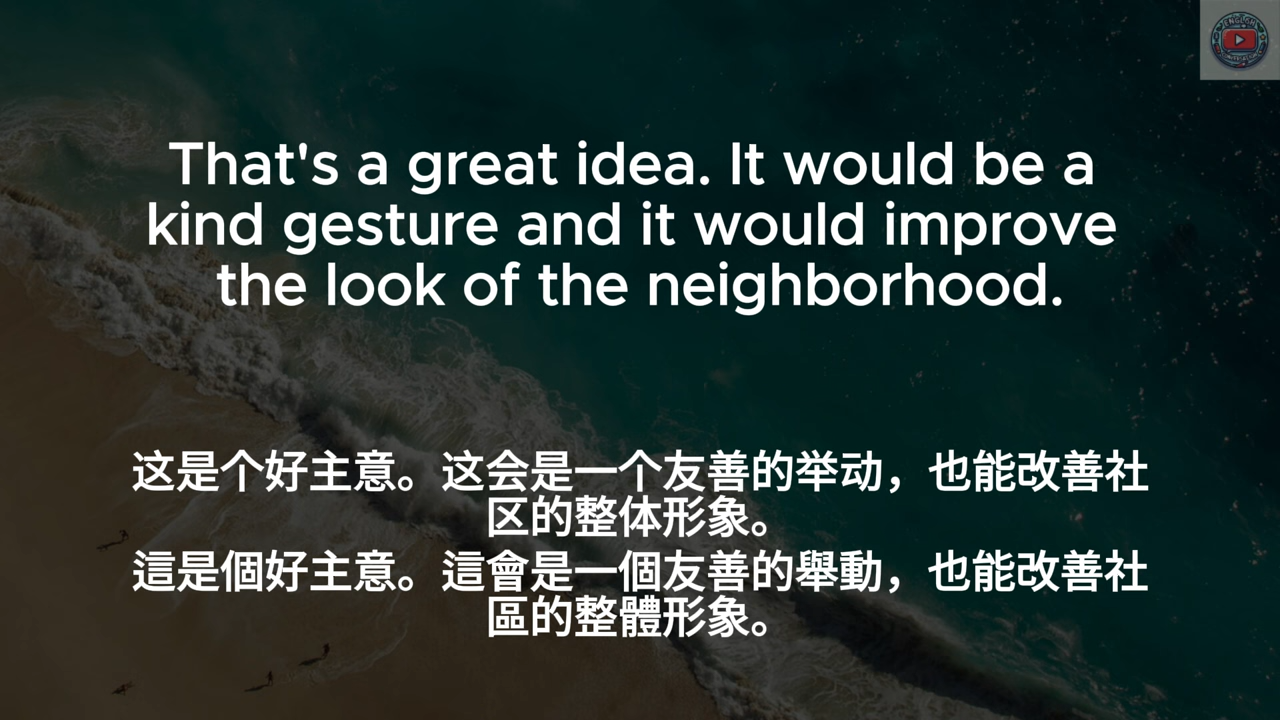 That's a great idea. It would be a
kind gesture and it would improve
the look of the neighborhood.
这是个好主意。这会是一个友善的举动，也能改善社
区的整体形象。
這是個好主意。這會是一個友善的舉動，也能改善社
區的整體形象。